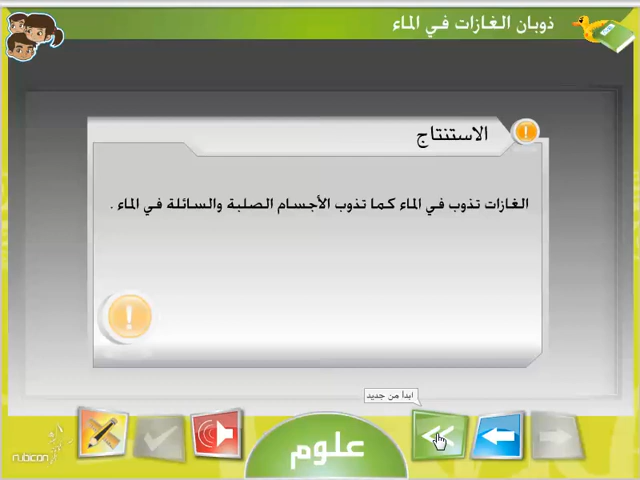 ذوبان الغازات في الماء
الاستنتاج
الغازات تذوب في الماء كما تذوب الأجسام الصلبة والسائلة في الماء .
ابدأ من جديد
علوم
rubicon